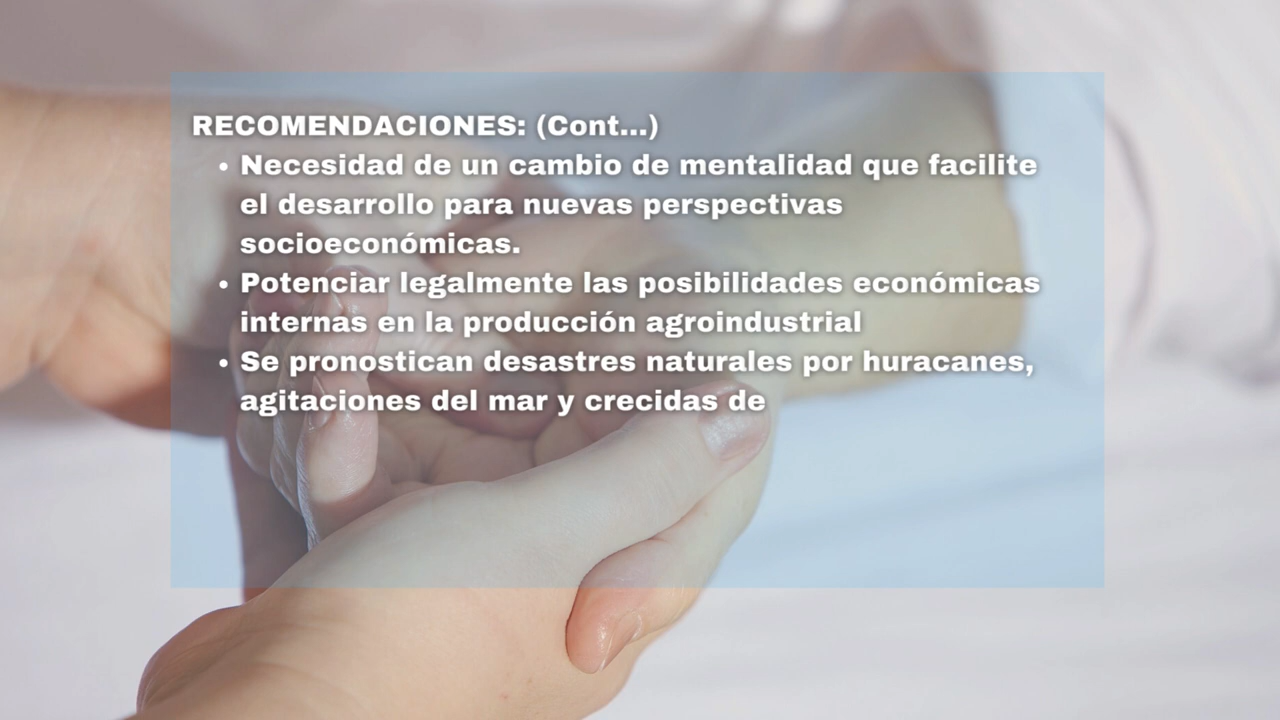 RECOMENDACIONES: (Cont...)
• Necesidad de un cambio de mentalidad que facilite
el desarrollo para nuevas perspectivas
socioeconómicas.
• Potenciar legalmente las posibilidades económicas
internas en la producción agroindustrial
• Se pronostican desastres naturales por huracanes,
agitaciones del mar y crecidas de